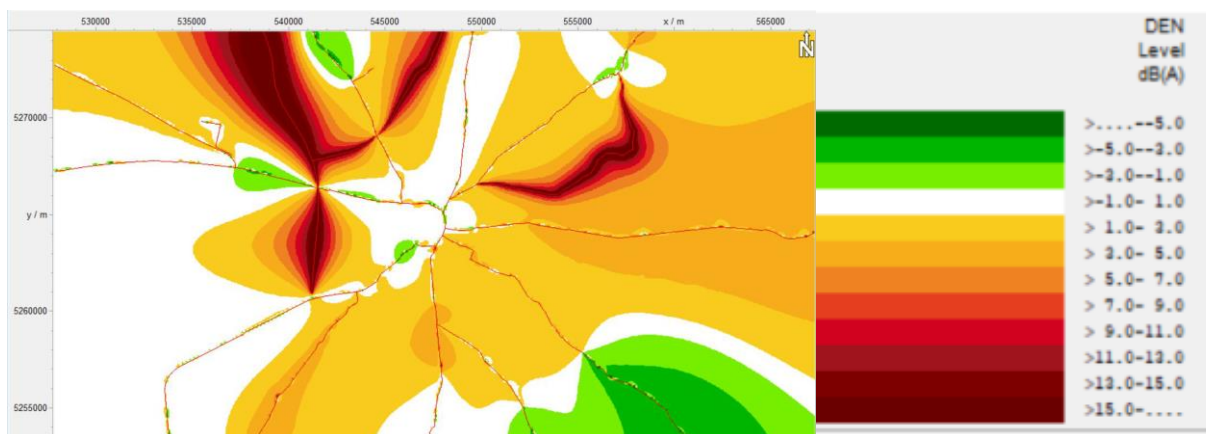 530000 535000 540000 545000 550000 555000 x / m 565000
N
5270000
y / m
5260000
5255000
DEN
Level
dB(A)
>....--5.0
>-5.0--3.0
>-3.0--1.0
>-1.0- 1.0
> 1.0- 3.0
> 3.0- 5.0
> 5.0- 7.0
> 7.0- 9.0
> 9.0-11.0
>11.0-13.0
>13.0-15.0
>15.0-....